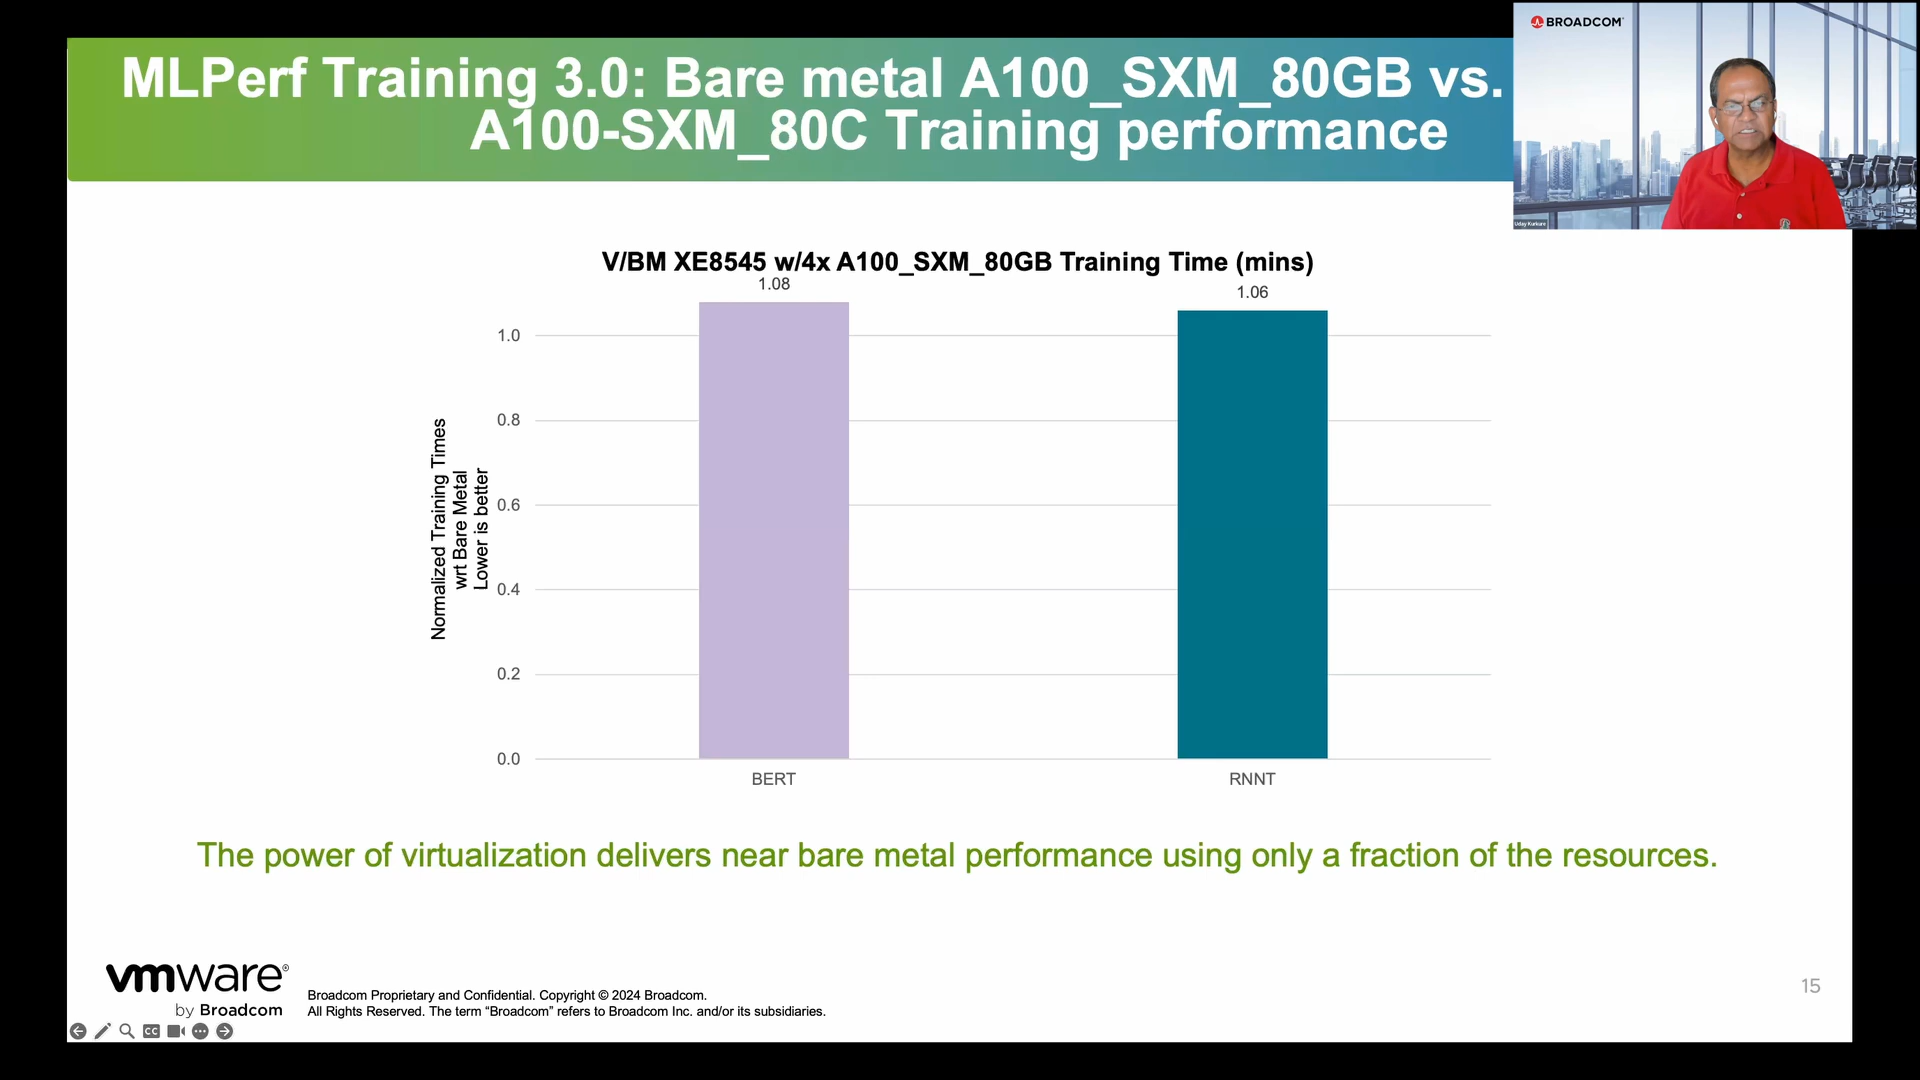 MLPerf Training 3.0: Bare metal A100_SXM_80GB vs.
A100-SXM_80C Training performance
BROADCOM
Uday Kurkure
V/BM XE8545 w/4x A100_SXM_80GB Training Time (mins)
1.08
1.06
1.0
0.8
0.6
0.4
0.2
0.0
Normalized Training Times
wrt Bare Metal
Lower is better
BERT
RNNT
The power of virtualization delivers near bare metal performance using only a fraction of the resources.
vmware®
by Broadcom
Broadcom Proprietary and Confidential. Copyright © 2024 Broadcom.
All Rights Reserved. The term “Broadcom” refers to Broadcom Inc. and/or its subsidiaries.
15
CC